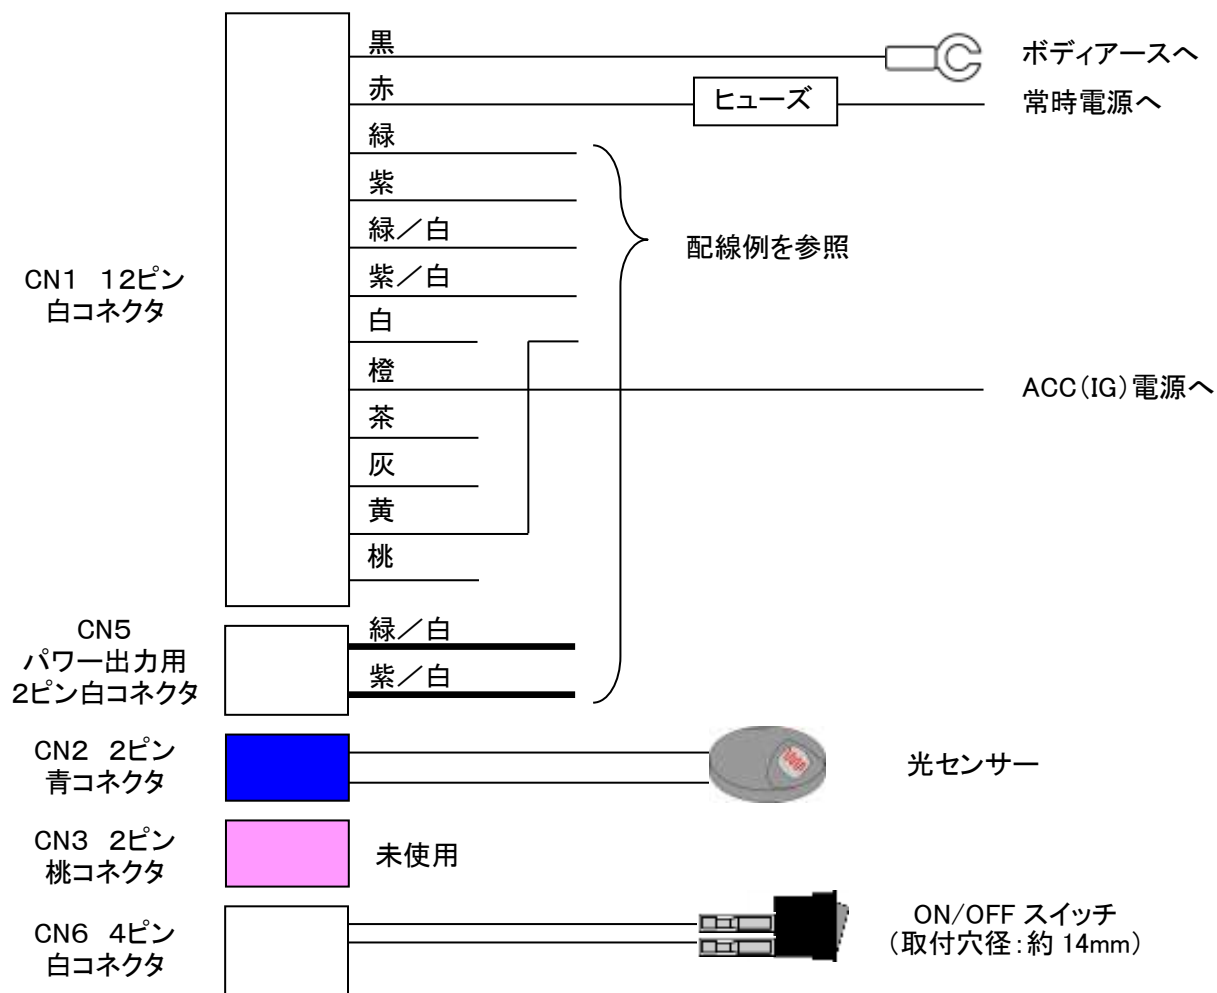 黒
ボディアースへ
赤
ヒューズ
常時電源へ
緑
紫
緑／白
配線例を参照
紫／白
CN1　12ピン
白コネクタ
白
橙
ACC（IG）電源へ
茶
灰
黄
桃
CN5
パワー出力用
2ピン白コネクタ
緑／白
紫／白
CN2　2ピン
青コネクタ
光センサー
CN3　2ピン
桃コネクタ
未使用
CN6　4ピン
白コネクタ
ON/OFF スイッチ
（取付穴径：約 14mm）